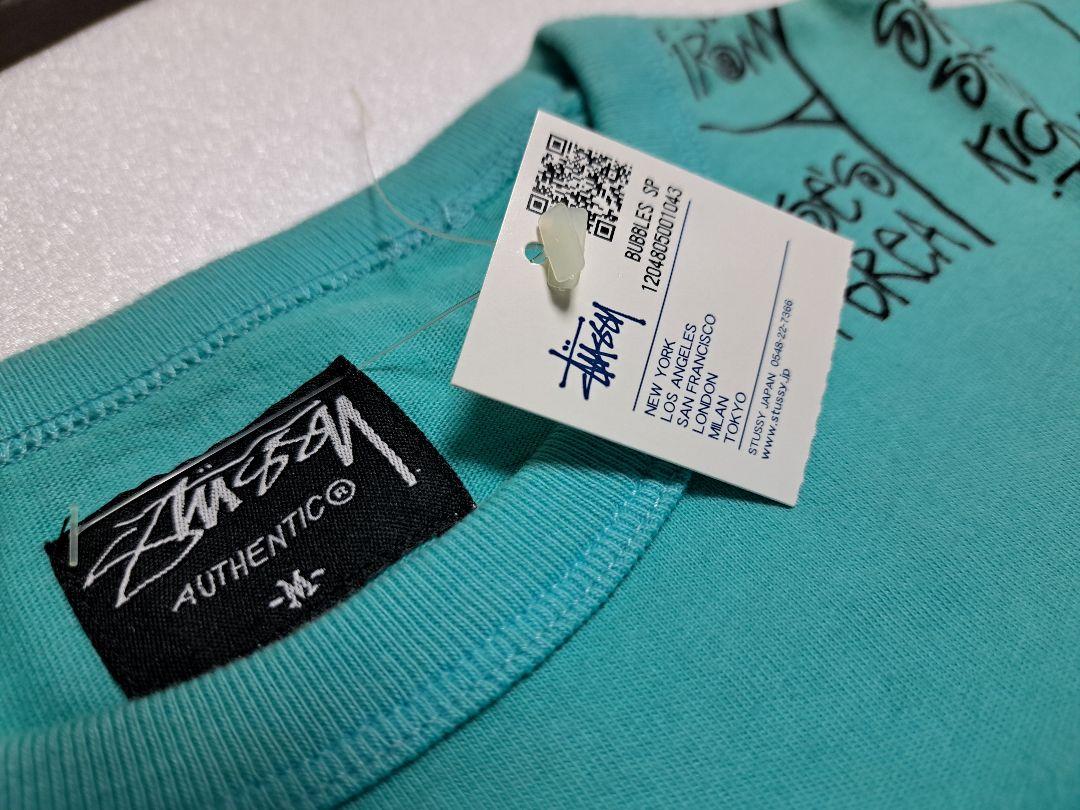 BUBBLES SP
1204805001043
STÜSSY
NEW YORK
LOS ANGELES
SAN FRANCISCO
LONDON
MILAN
TOKYO
STUSSY JAPAN 0548-22-7366
www.stussy.jp
Stüssy
AUTHENTIC®
-M-